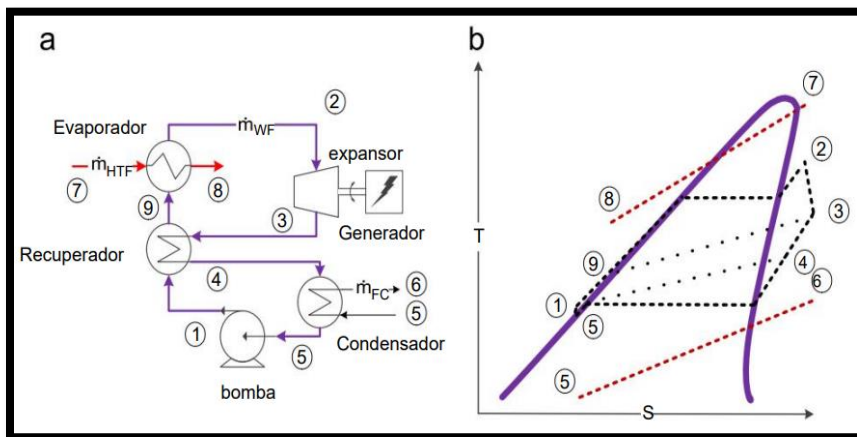 a
b
②
Evaporador
ṁWF
⑦
expansor
ṁHTF
②
⑦
⑧
⑧
⑨
③
③
Generador
T
Recuperador
⑨
④
④
ṁFC
⑥
⑥
①
⑤
①
⑤
⑤
Condensador
⑤
bomba
S